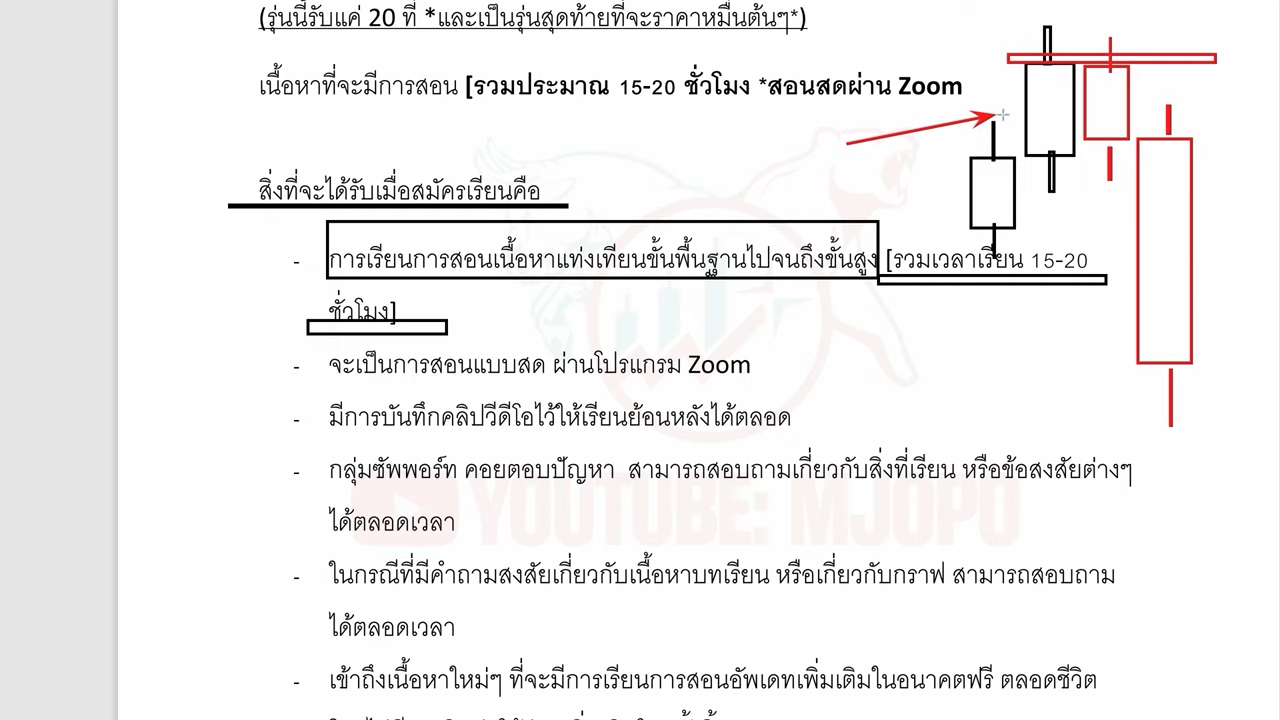 (รุ่นนี้รับแค่ 20 ที่ *และเป็นรุ่นสุดท้ายที่จะราคาหมื่นต้นๆ*)
เนื้อหาที่จะมีการสอน [รวมประมาณ 15-20 ชั่วโมง *สอนสดผ่าน Zoom
สิ่งที่จะได้รับเมื่อสมัครเรียนคือ
- การเรียนการสอนเนื้อหาแท่งเทียนขั้นพื้นฐานไปจนถึงขั้นสูง [รวมเวลาเรียน 15-20
ชั่วโมง]
- จะเป็นการสอนแบบสด ผ่านโปรแกรม Zoom
- มีการบันทึกคลิปวีดีโอไว้ให้เรียนย้อนหลังได้ตลอด
- กลุ่มซัพพอร์ท คอยตอบปัญหา สามารถสอบถามเกี่ยวกับสิ่งที่เรียน หรือข้อสงสัยต่างๆ
ได้ตลอดเวลา
YOUTUBE: MJOPO
- ในกรณีที่มีคำถามสงสัยเกี่ยวกับเนื้อหาบทเรียน หรือเกี่ยวกับกราฟ สามารถสอบถาม
ได้ตลอดเวลา
- เข้าถึงเนื้อหาใหม่ๆ ที่จะมีการเรียนการสอนอัพเดทเพิ่มเติมในอนาคตฟรี ตลอดชีวิต